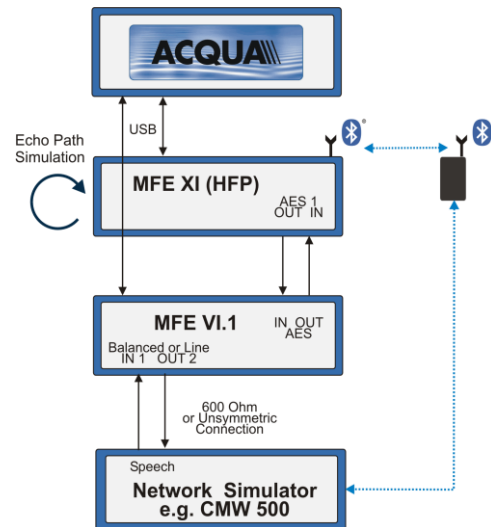 ACQUA
USB
Echo Path
Simulation
MFE XI (HFP)
AES 1
OUT IN
MFE VI.1
IN OUT
AES
Balanced or Line
IN 1 OUT 2
600 Ohm
or Unsymmetric
Connection
Speech
Network Simulator
e.g. CMW 500